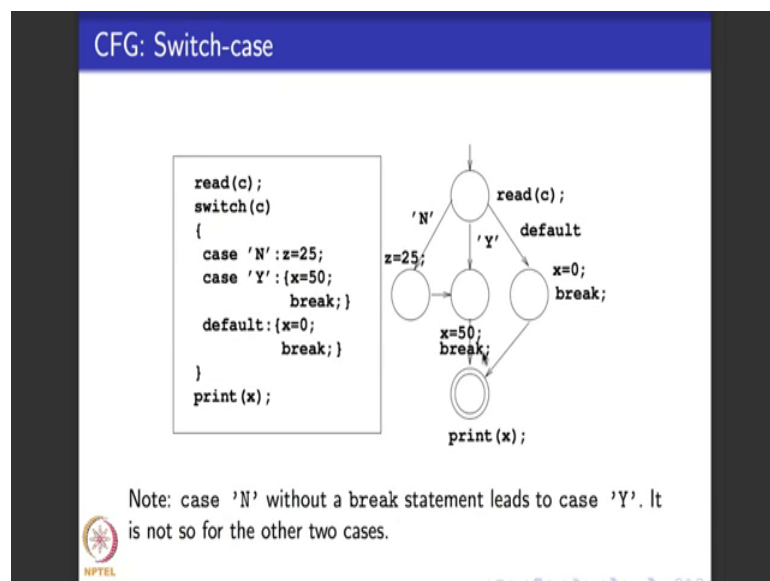 CFG: Switch-case
read(c);
switch(c)
{
case 'N':z=25;
case 'Y':{x=50;
break;}
default:{x=0;
break;}
}
print(x);
read(c);
'N'
'Y'
default
z=25;
x=0;
break;
x=50;
break;
print(x);
Note: case 'N' without a break statement leads to case 'Y'. It
is not so for the other two cases.
NPTEL